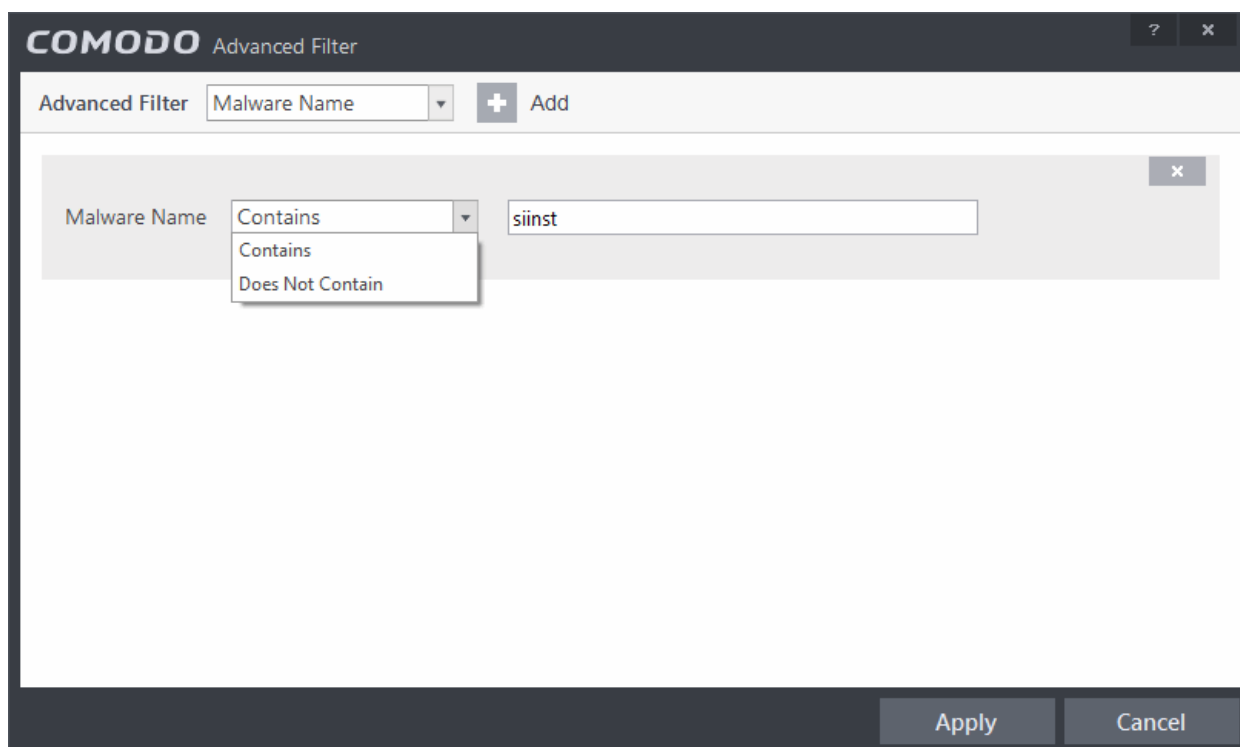 COMODO Advanced Filter ? ×
Advanced Filter Malware Name + Add
×
Malware Name Contains siinst
Contains
Does Not Contain
Apply Cancel